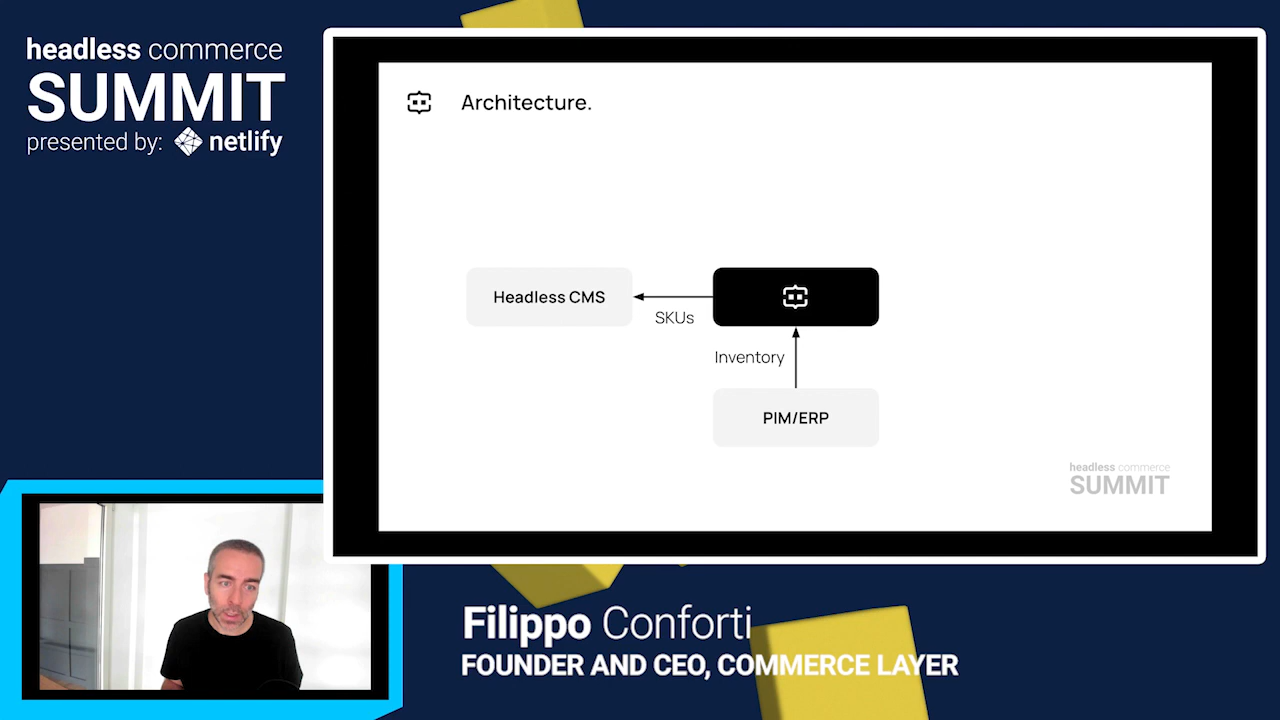 headless commerce
SUMMIT
presented by: netlify
Architecture.
Headless CMS
SKUs
Inventory
PIM/ERP
headless commerce
SUMMIT
Filippo Conforti
FOUNDER AND CEO, COMMERCE LAYER